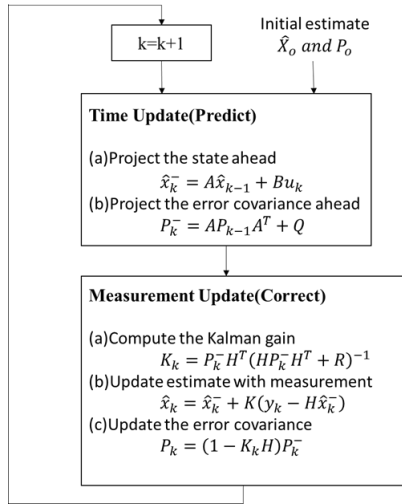 k=k+1
Initial estimate
X̂ₒ and Pₒ
Time Update(Predict)
(a)Project the state ahead
x̂ₖ⁻ = Ax̂ₖ₋₁ + Buₖ
(b)Project the error covariance ahead
Pₖ⁻ = APₖ₋₁Aᵀ + Q
Measurement Update(Correct)
(a)Compute the Kalman gain
Kₖ = Pₖ⁻Hᵀ(HPₖ⁻Hᵀ + R)⁻¹
(b)Update estimate with measurement
x̂ₖ = x̂ₖ⁻ + K(yₖ − Hx̂ₖ⁻)
(c)Update the error covariance
Pₖ = (1 − KₖH)Pₖ⁻